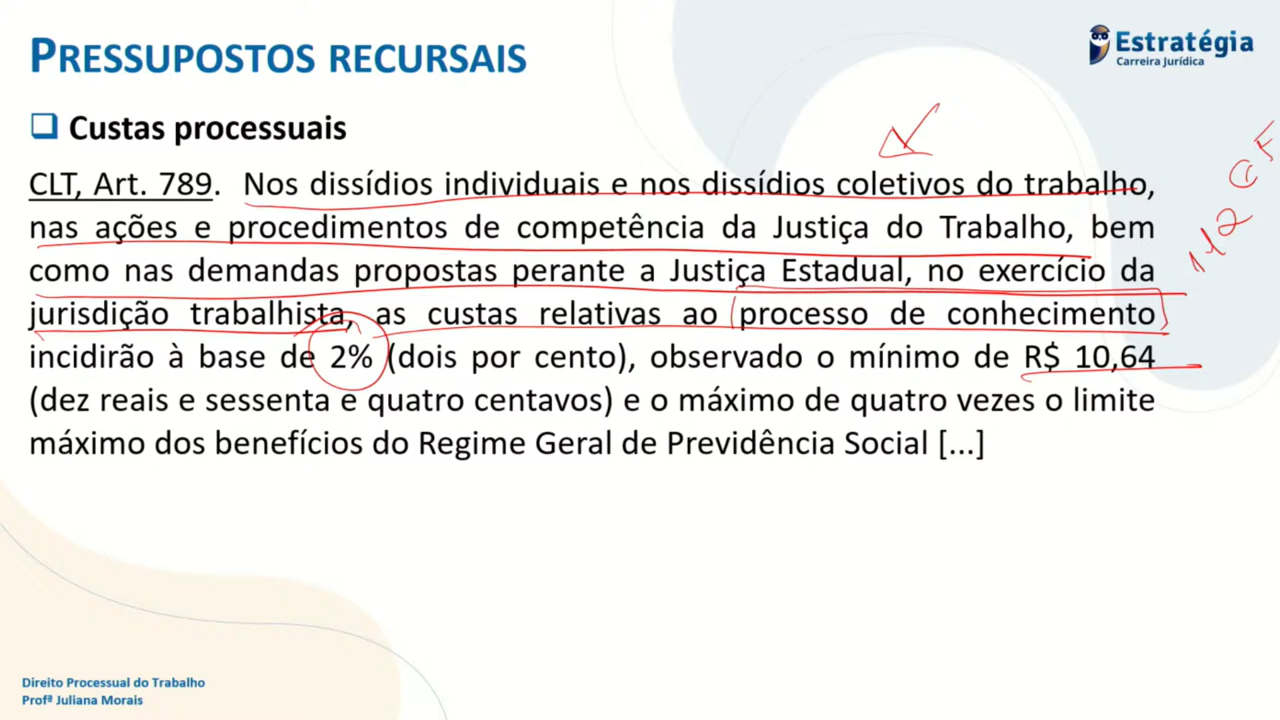 PRESSUPOSTOS RECURSAIS
Estratégia
Carreira Jurídica
Custas processuais
CLT, Art. 789. Nos dissídios individuais e nos dissídios coletivos do trabalho,
nas ações e procedimentos de competência da Justiça do Trabalho, bem
como nas demandas propostas perante a Justiça Estadual, no exercício da
jurisdição trabalhista, as custas relativas ao processo de conhecimento
incidirão à base de 2% (dois por cento), observado o mínimo de R$ 10,64
(dez reais e sessenta e quatro centavos) e o máximo de quatro vezes o limite
máximo dos benefícios do Regime Geral de Previdência Social [...]
112 CF
Direito Processual do Trabalho
Profª Juliana Morais